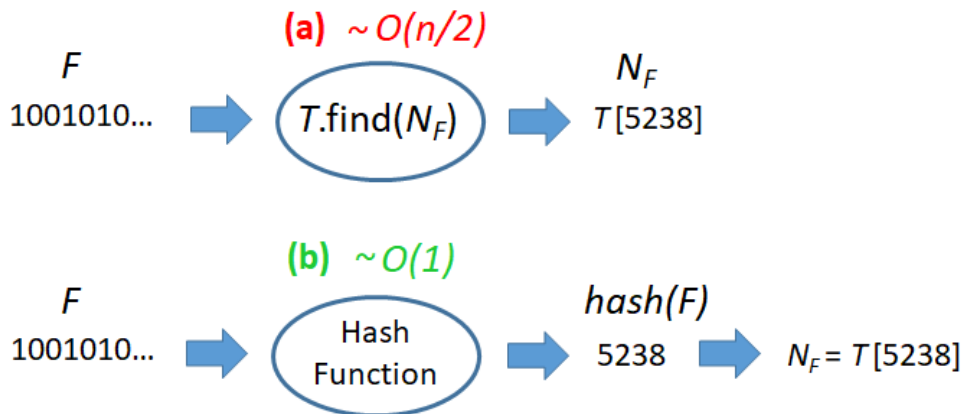 (a) ~ O(n/2)
F
1001010...
T.find(N_F)
N_F
T[5238]
(b) ~O(1)
F
1001010...
Hash
Function
hash(F)
5238
N_F = T[5238]